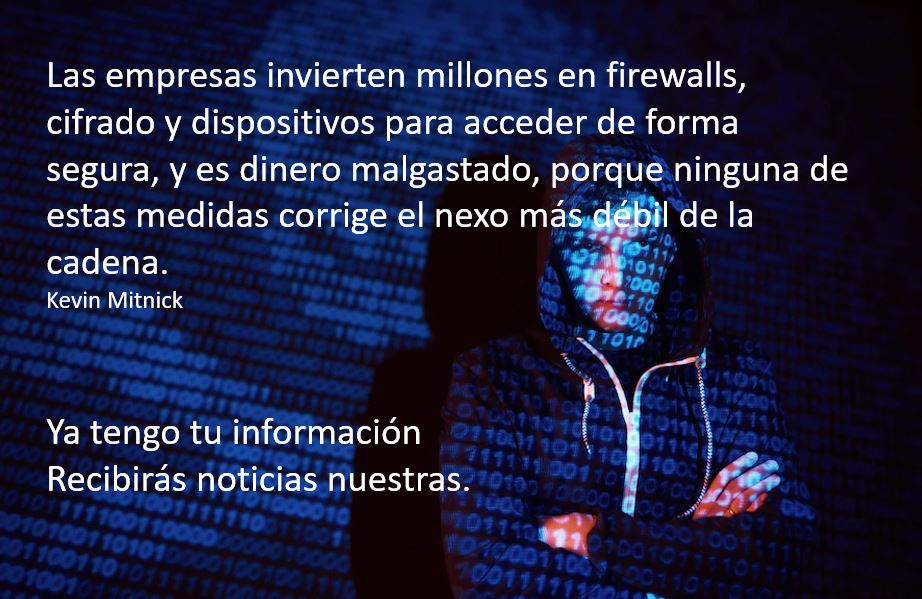 Las empresas invierten millones en firewalls,
cifrado y dispositivos para acceder de forma
segura, y es dinero malgastado, porque ninguna de
estas medidas corrige el nexo más débil de la
cadena.
Kevin Mitnick
Ya tengo tu información
Recibirás noticias nuestras.